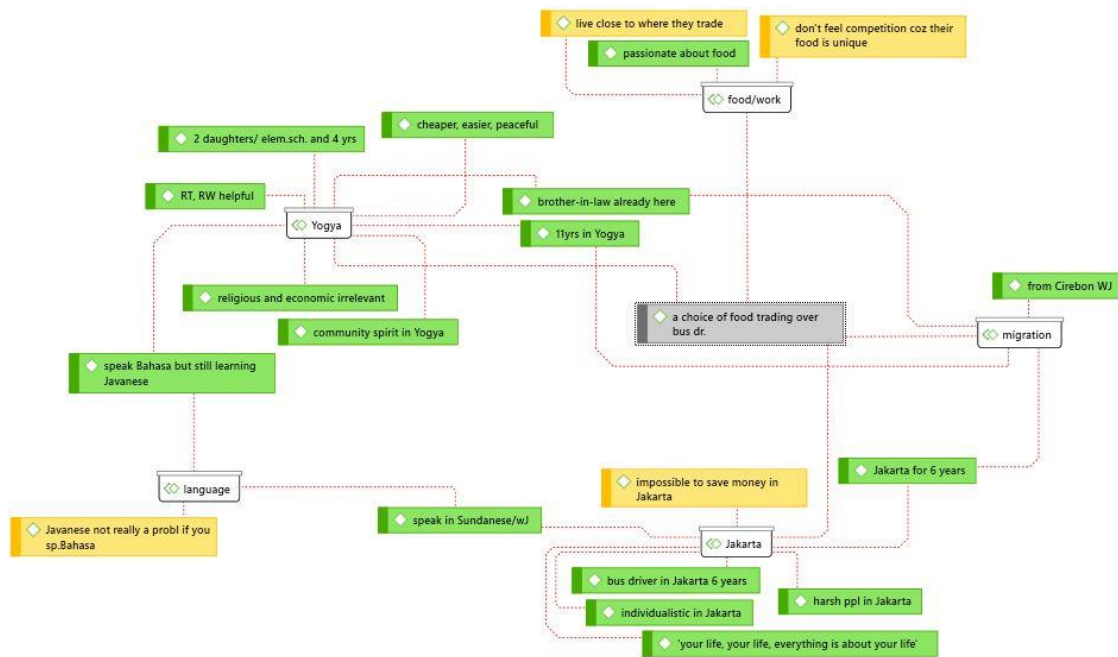 live close to where they trade
don't feel competition coz their
food is unique
passionate about food
food/work
cheaper, easier, peaceful
2 daughters/ elem.sch. and 4 yrs
RT, RW helpful
brother-in-law already here
Yogya
11yrs in Yogya
from Cirebon WJ
religious and economic irrelevant
a choice of food trading over
bus dr.
community spirit in Yogya
migration
speak Bahasa but still learning
Javanese
Jakarta for 6 years
impossible to save money in
Jakarta
language
speak in Sundanese/wJ
Javanese not really a probl if you
sp.Bahasa
Jakarta
bus driver in Jakarta 6 years
harsh ppl in Jakarta
individualistic in Jakarta
'your life, your life, everything is about your life'